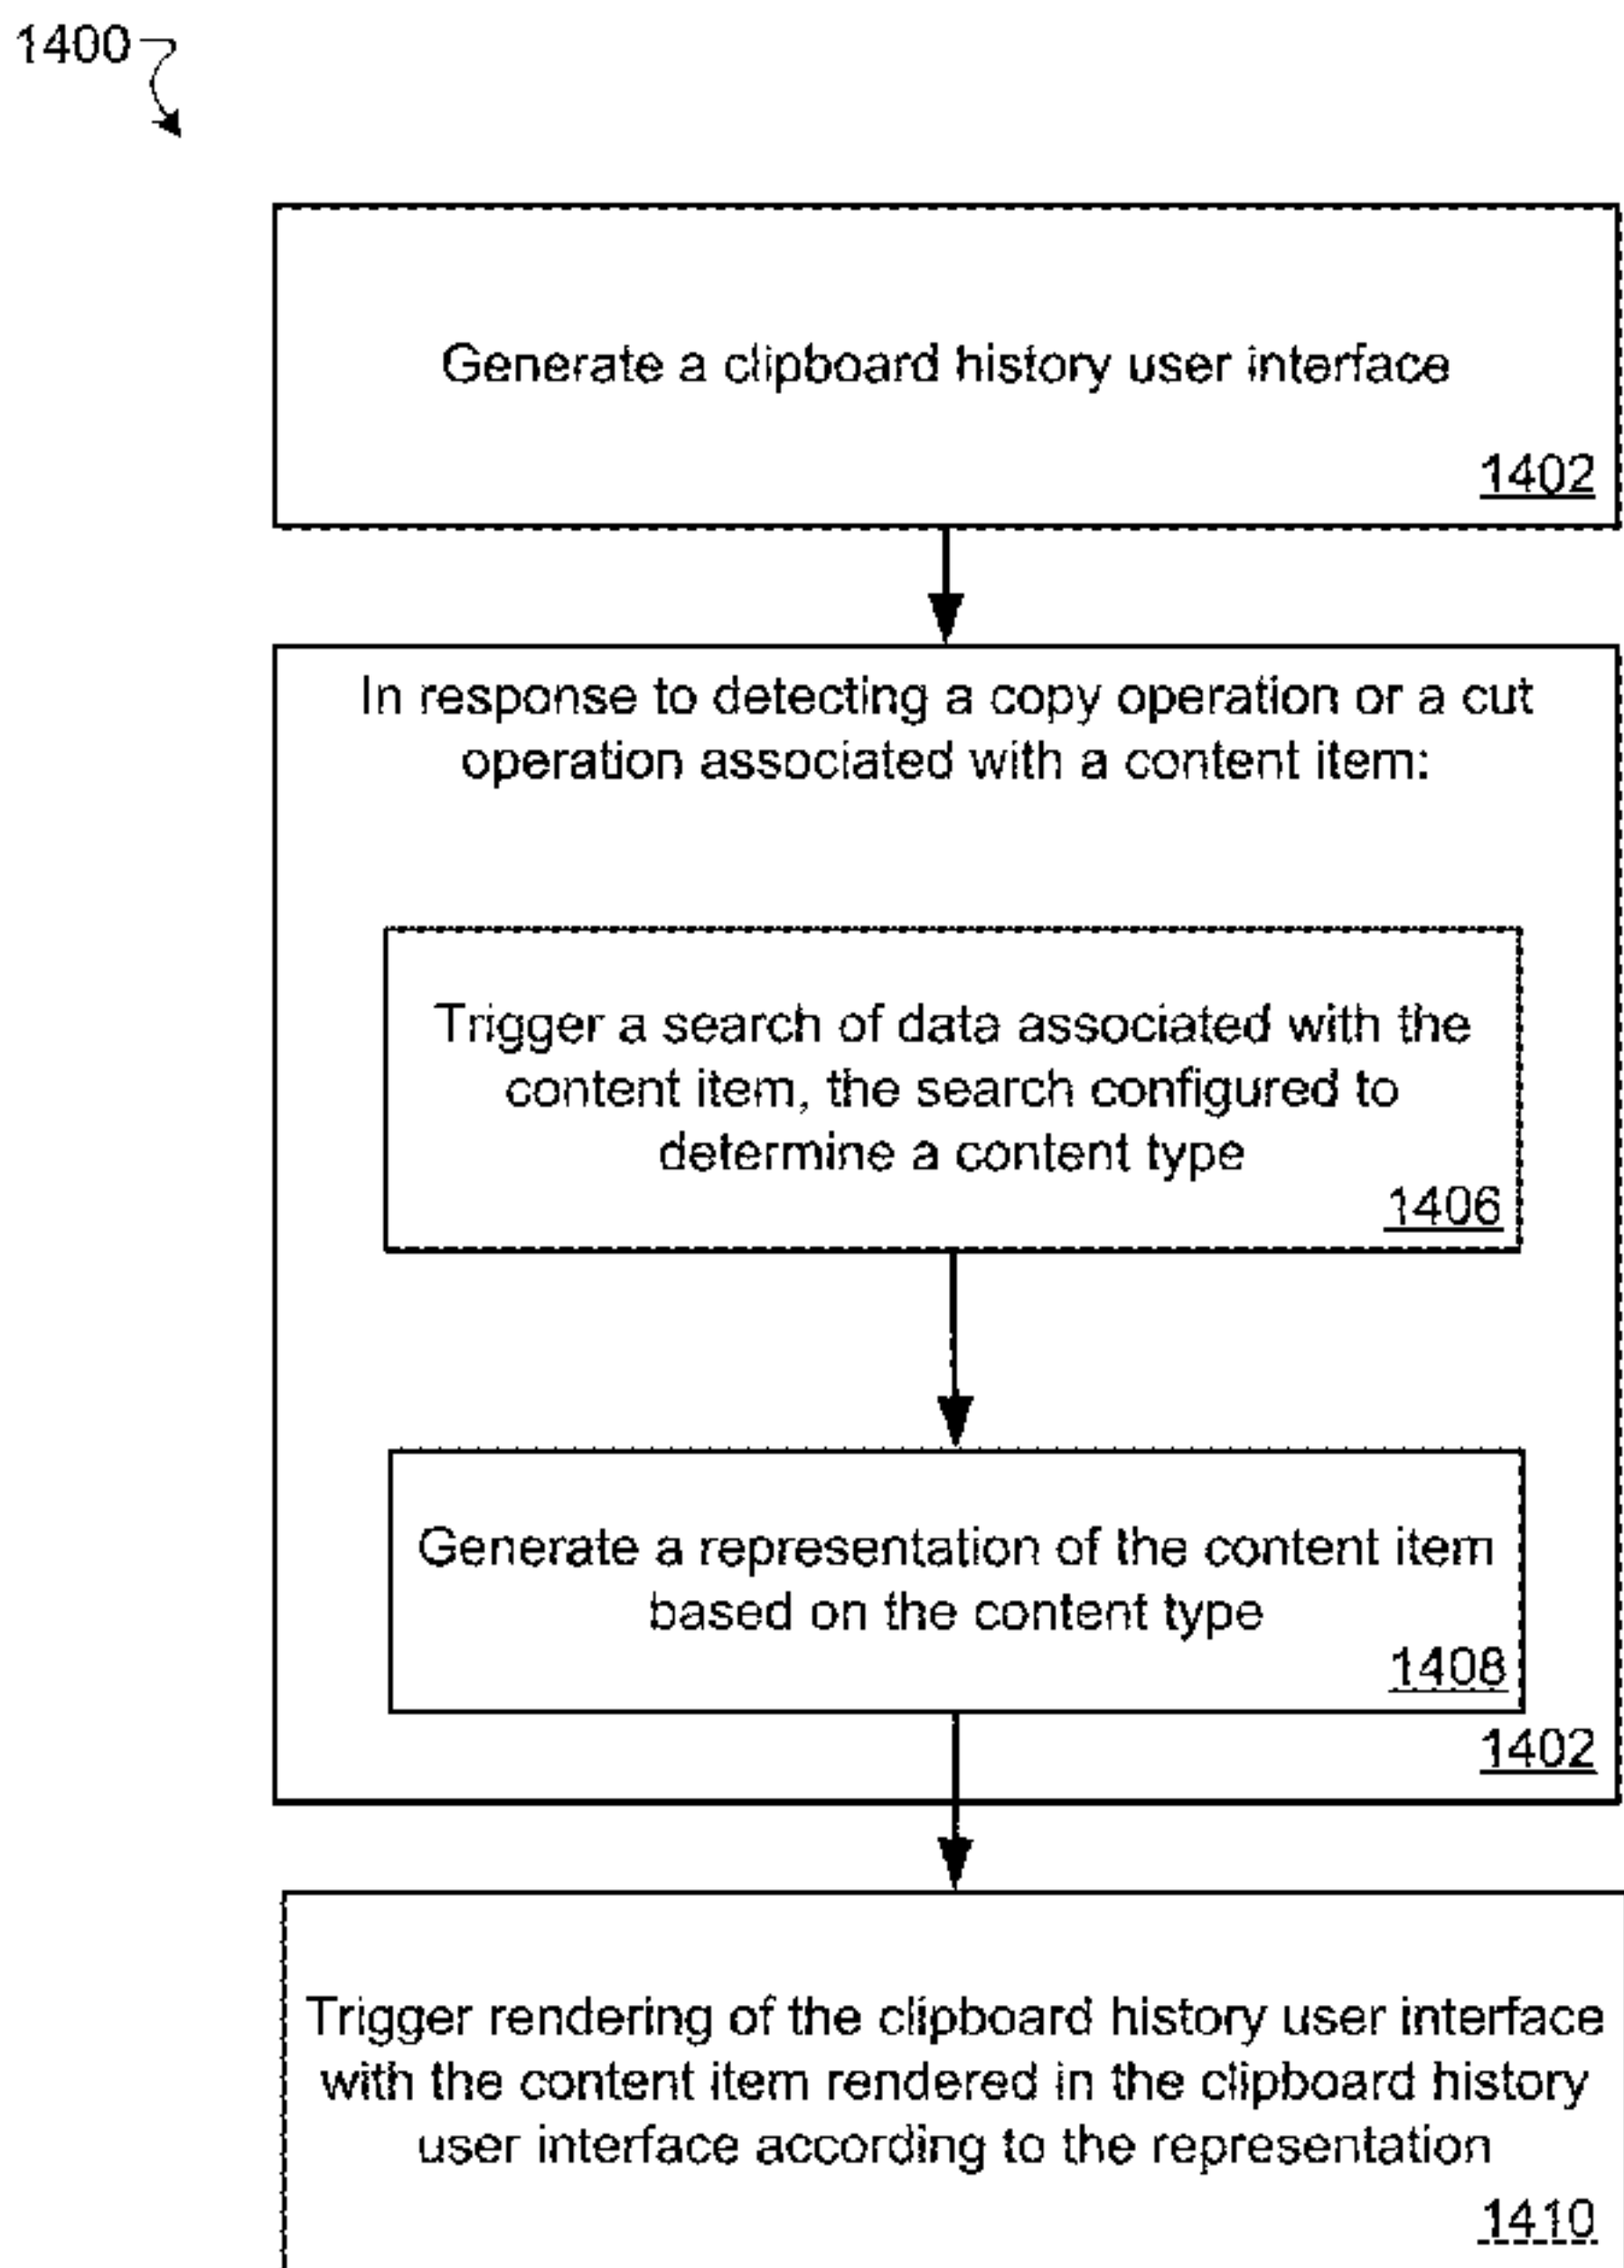 1400
Generate a clipboard history user interface
1402
In response to detecting a copy operation or a cut
operation associated with a content item:
Trigger a search of data associated with the
content item, the search configured to
determine a content type
1406
Generate a representation of the content item
based on the content type
1408
1402
Trigger rendering of the clipboard history user interface
with the content item rendered in the clipboard history
user interface according to the representation
1410